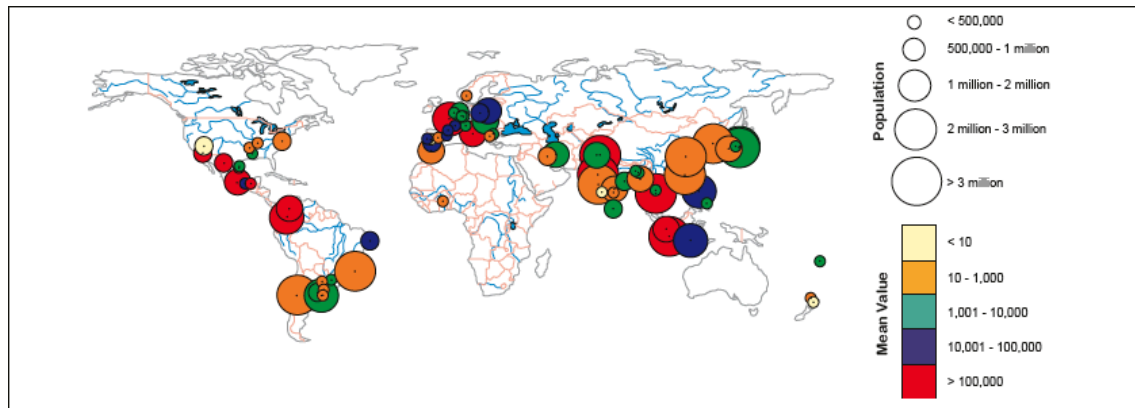 Population
< 500,000
500,000 - 1 million
1 million - 2 million
2 million - 3 million
> 3 million
Mean Value
< 10
10 - 1,000
1,001 - 10,000
10,001 - 100,000
> 100,000